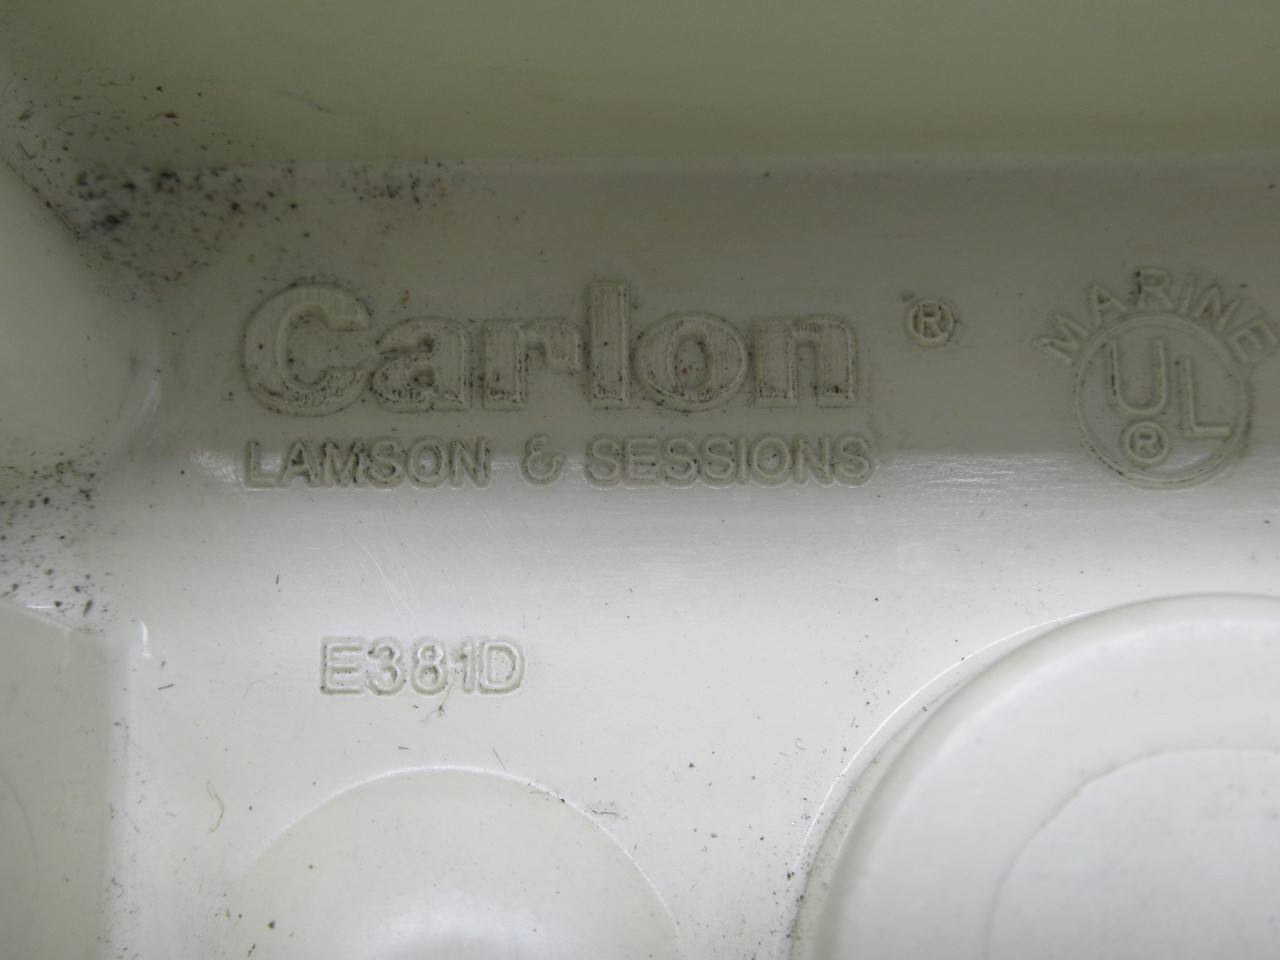 Carlon ®
LAMSON & SESSIONS
MARINE
UL
®
E381D